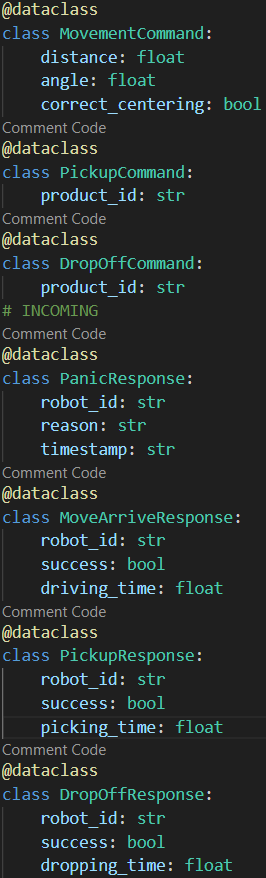 @dataclass
class MovementCommand:
    distance: float
    angle: float
    correct_centering: bool
Comment Code
@dataclass
class PickupCommand:
    product_id: str
Comment Code
@dataclass
class DropOffCommand:
    product_id: str
# INCOMING
Comment Code
@dataclass
class PanicResponse:
    robot_id: str
    reason: str
    timestamp: str
Comment Code
@dataclass
class MoveArriveResponse:
    robot_id: str
    success: bool
    driving_time: float
Comment Code
@dataclass
class PickupResponse:
    robot_id: str
    success: bool
    picking_time: float
Comment Code
@dataclass
class DropOffResponse:
    robot_id: str
    success: bool
    dropping_time: float